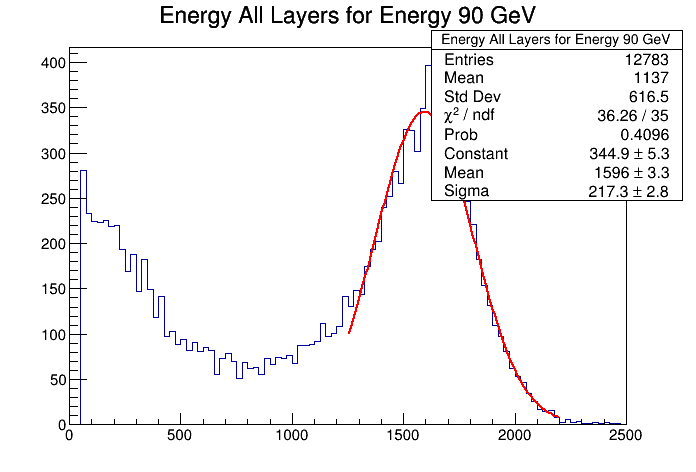 Energy All Layers for Energy 90 GeV
Energy All Layers for Energy 90 GeV
Entries 12783
Mean 1137
Std Dev 616.5
χ² / ndf 36.26 / 35
Prob 0.4096
Constant 344.9 ± 5.3
Mean 1596 ± 3.3
Sigma 217.3 ± 2.8
400
350
300
250
200
150
100
50
0
0 500 1000 1500 2000 2500